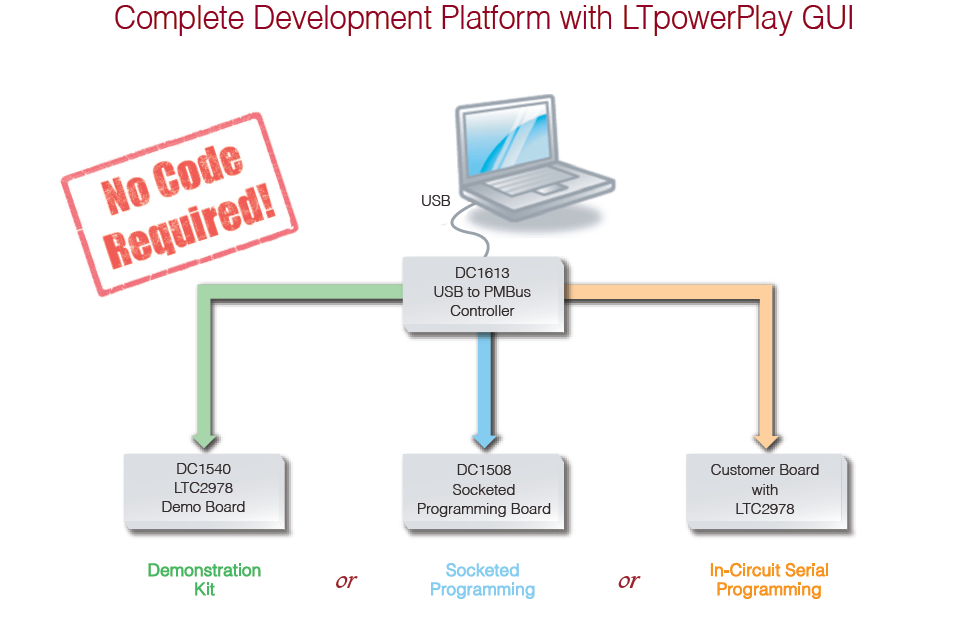 Complete Development Platform with LTpowerPlay GUI
No Code
Required!
USB
DC1613
USB to PMBus
Controller
DC1540
LTC2978
Demo Board
DC1508
Socketed
Programming Board
Customer Board
with
LTC2978
Demonstration
Kit
or
Socketed
Programming
or
In-Circuit Serial
Programming